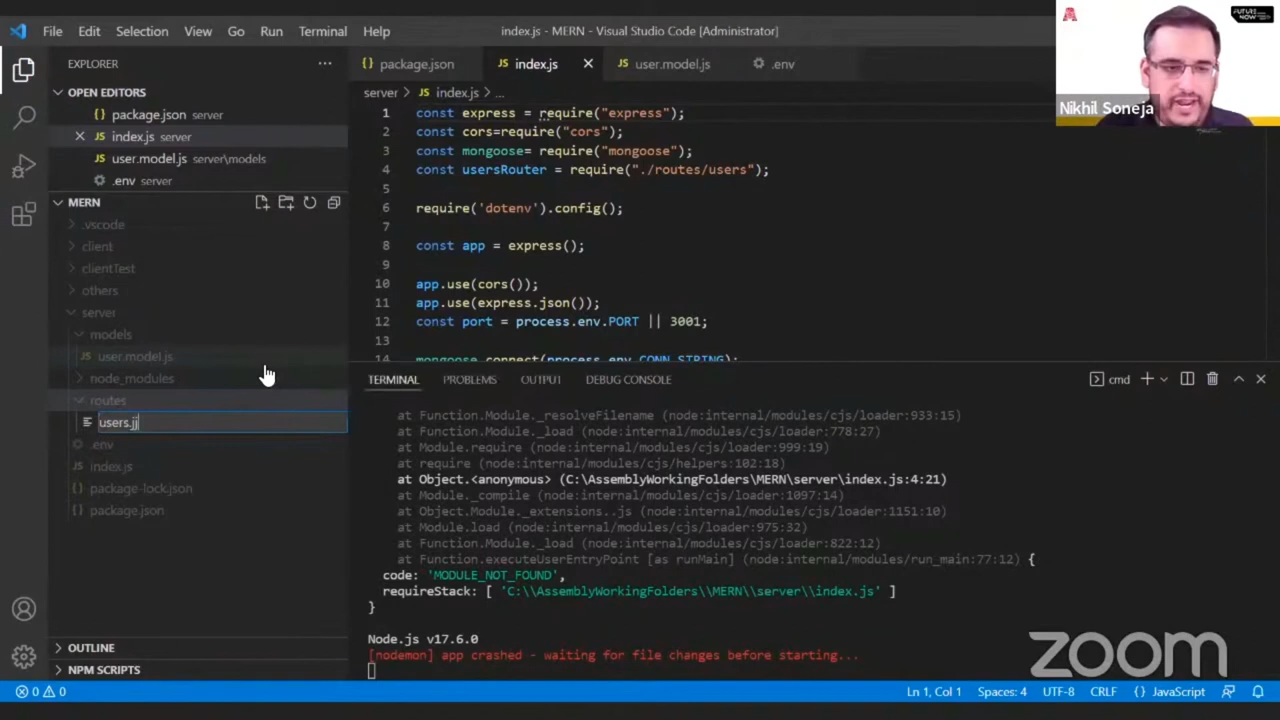 File Edit Selection View Go Run Terminal Help
index.js - MERN - Visual Studio Code [Administrator]
FUTURE
NOW
Nikhil Soneja
EXPLORER
OPEN EDITORS
package.json server
index.js server
user.model.js server\models
.env server
MERN
.vscode
client
clientTest
others
server
models
user.model.js
node_modules
routes
users.jj
.env
index.js
package-lock.json
package.json
OUTLINE
NPM SCRIPTS
package.json index.js user.model.js .env
server > index.js > ...
1 const express = require("express");
2 const cors=require("cors");
3 const mongoose= require("mongoose");
4 const usersRouter = require("./routes/users");
5
6 require('dotenv').config();
7
8 const app = express();
9
10 app.use(cors());
11 app.use(express.json());
12 const port = process.env.PORT || 3001;
13
14 mongoose.connect(process.env.CONN_STRING);
TERMINAL PROBLEMS OUTPUT DEBUG CONSOLE cmd
at Function.Module._resolveFilename (node:internal/modules/cjs/loader:933:15)
at Function.Module._load (node:internal/modules/cjs/loader:778:27)
at Module.require (node:internal/modules/cjs/loader:999:19)
at require (node:internal/modules/cjs/helpers:102:18)
at Object.<anonymous> (C:\AssemblyWorkingFolders\MERN\server\index.js:4:21)
at Module._compile (node:internal/modules/cjs/loader:1097:14)
at Object.Module._extensions..js (node:internal/modules/cjs/loader:1151:10)
at Module.load (node:internal/modules/cjs/loader:975:32)
at Function.Module._load (node:internal/modules/cjs/loader:822:12)
at Function.executeUserEntryPoint [as runMain] (node:internal/modules/run_main:77:12) {
code: 'MODULE_NOT_FOUND',
requireStack: [ 'C:\\AssemblyWorkingFolders\\MERN\\server\\index.js' ]
}
Node.js v17.6.0
[nodemon] app crashed - waiting for file changes before starting...
zoom
0 0 Ln 1, Col 1 Spaces: 4 UTF-8 CRLF {} JavaScript